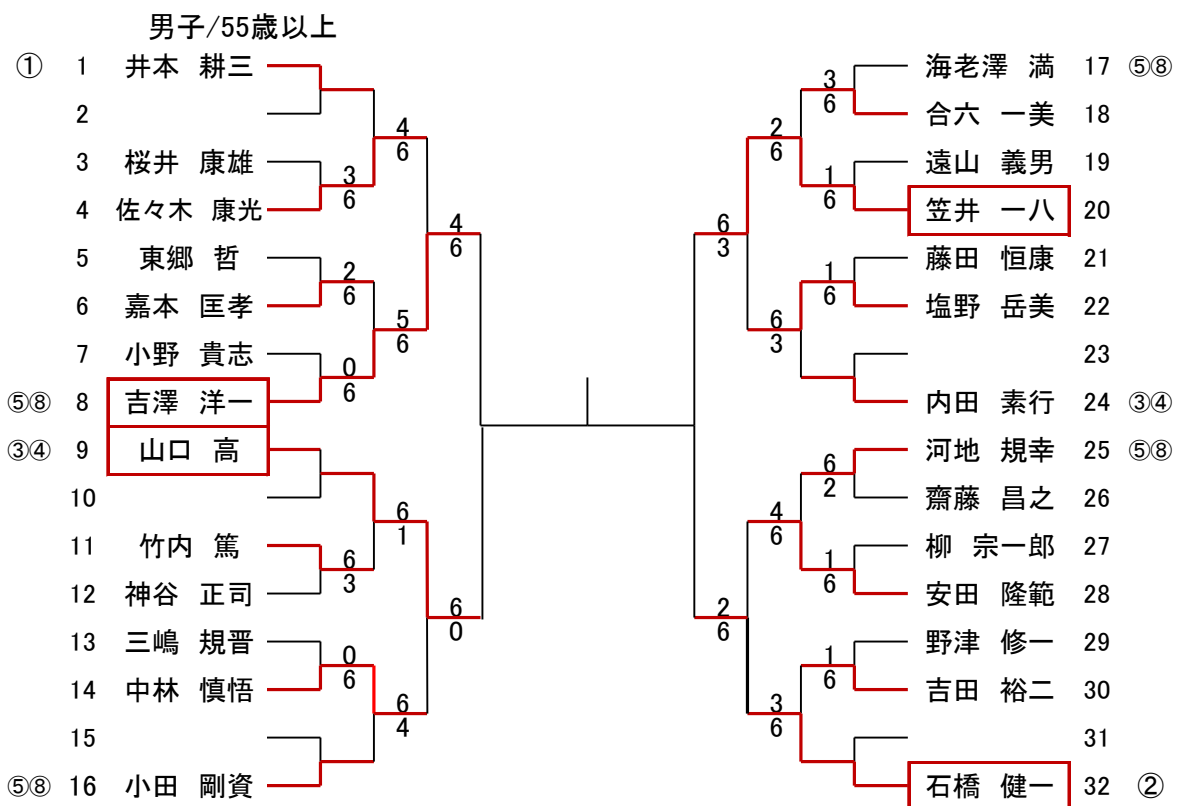 男子/55歳以上
① 1 井本 耕三
2
3 桜井 康雄
4 佐々木 康光
5 東郷 哲
6 嘉本 匡孝
7 小野 貴志
⑤⑧ 8 吉澤 洋一
③④ 9 山口 高
10
11 竹内 篤
12 神谷 正司
13 三嶋 規晋
14 中林 慎悟
15
⑤⑧ 16 小田 剛資
3
6
2
6
0
6
6
3
0
6
4
6
5
6
6
1
6
4
4
6
6
0
6
3
2
6
2
6
6
3
4
6
3
6
3
6
1
6
1
6
6
2
1
6
1
6
海老澤 満 17 ⑤⑧
合六 一美 18
遠山 義男 19
笠井 一八 20
藤田 恒康 21
塩野 岳美 22
23
内田 素行 24 ③④
河地 規幸 25 ⑤⑧
齋藤 昌之 26
柳 宗一郎 27
安田 隆範 28
野津 修一 29
吉田 裕二 30
31
石橋 健一 32 ②